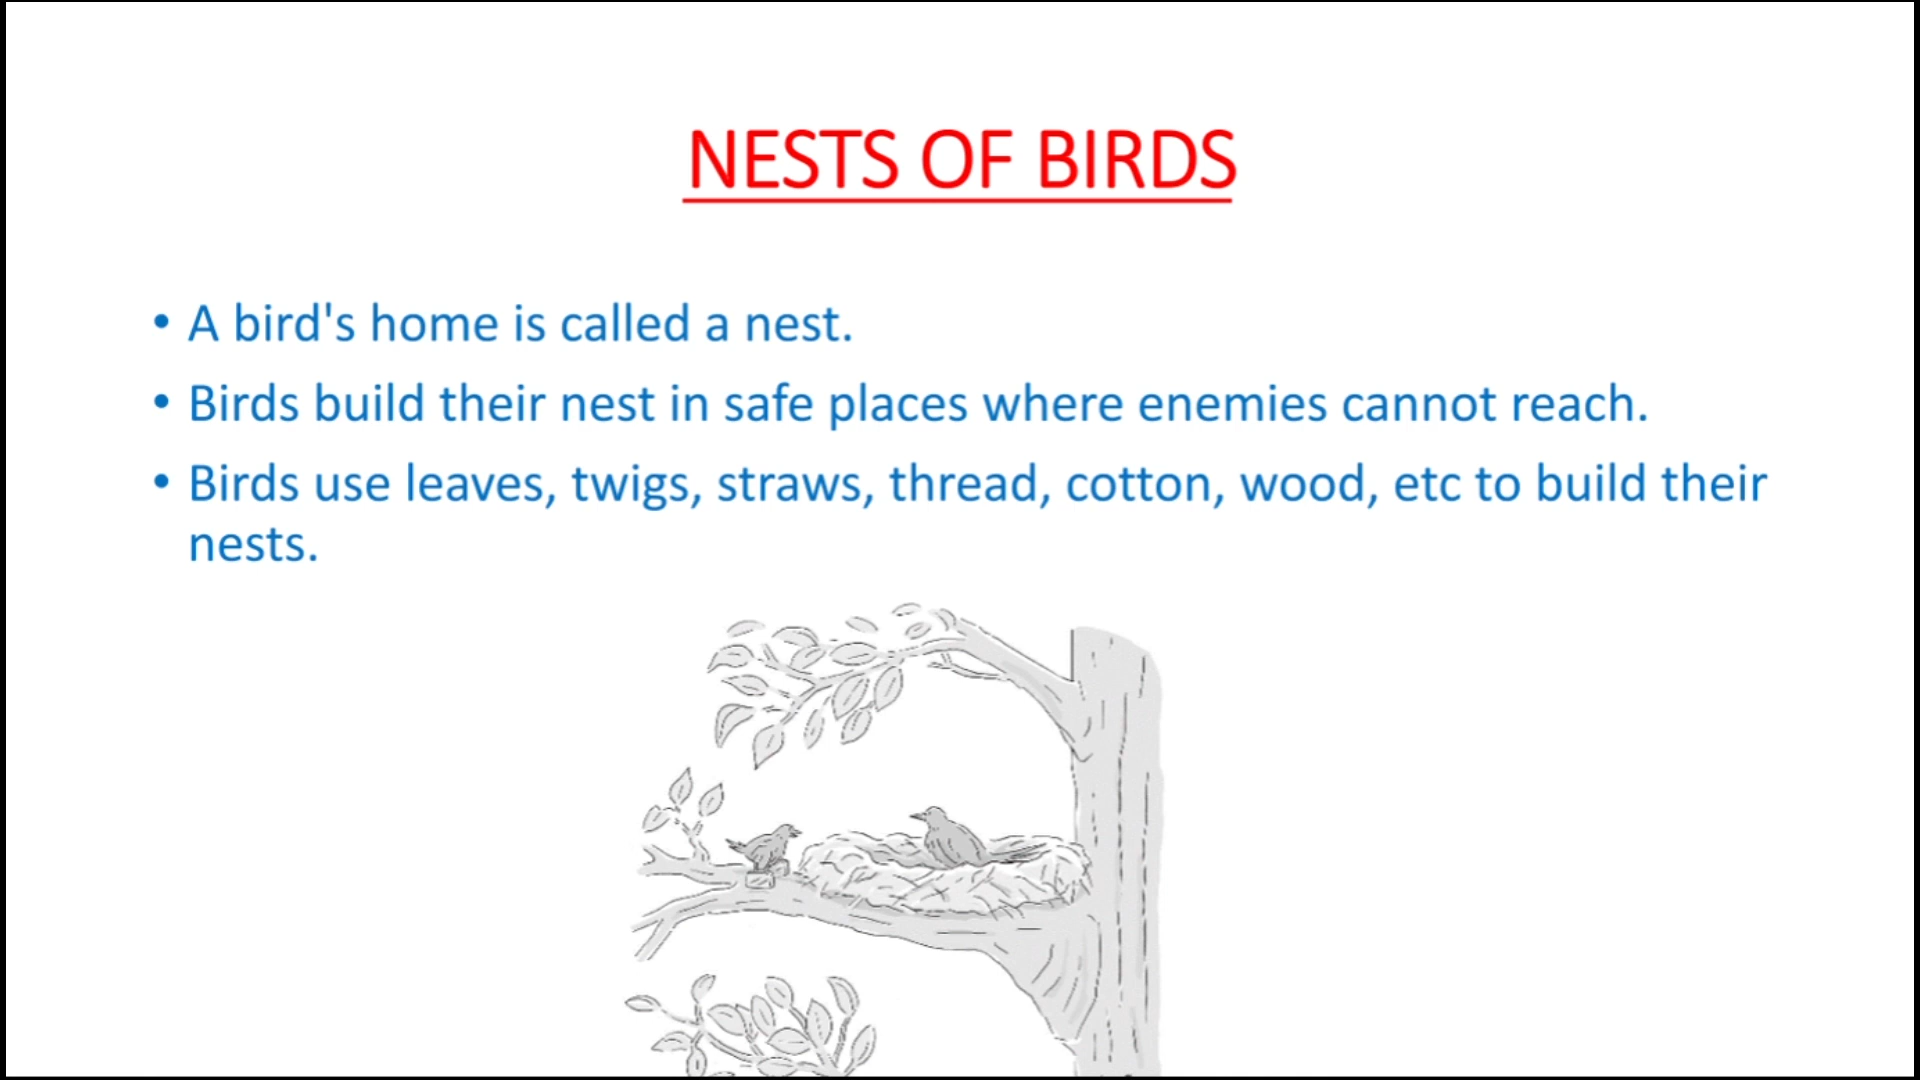 NESTS OF BIRDS
• A bird's home is called a nest.
• Birds build their nest in safe places where enemies cannot reach.
• Birds use leaves, twigs, straws, thread, cotton, wood, etc to build their
nests.